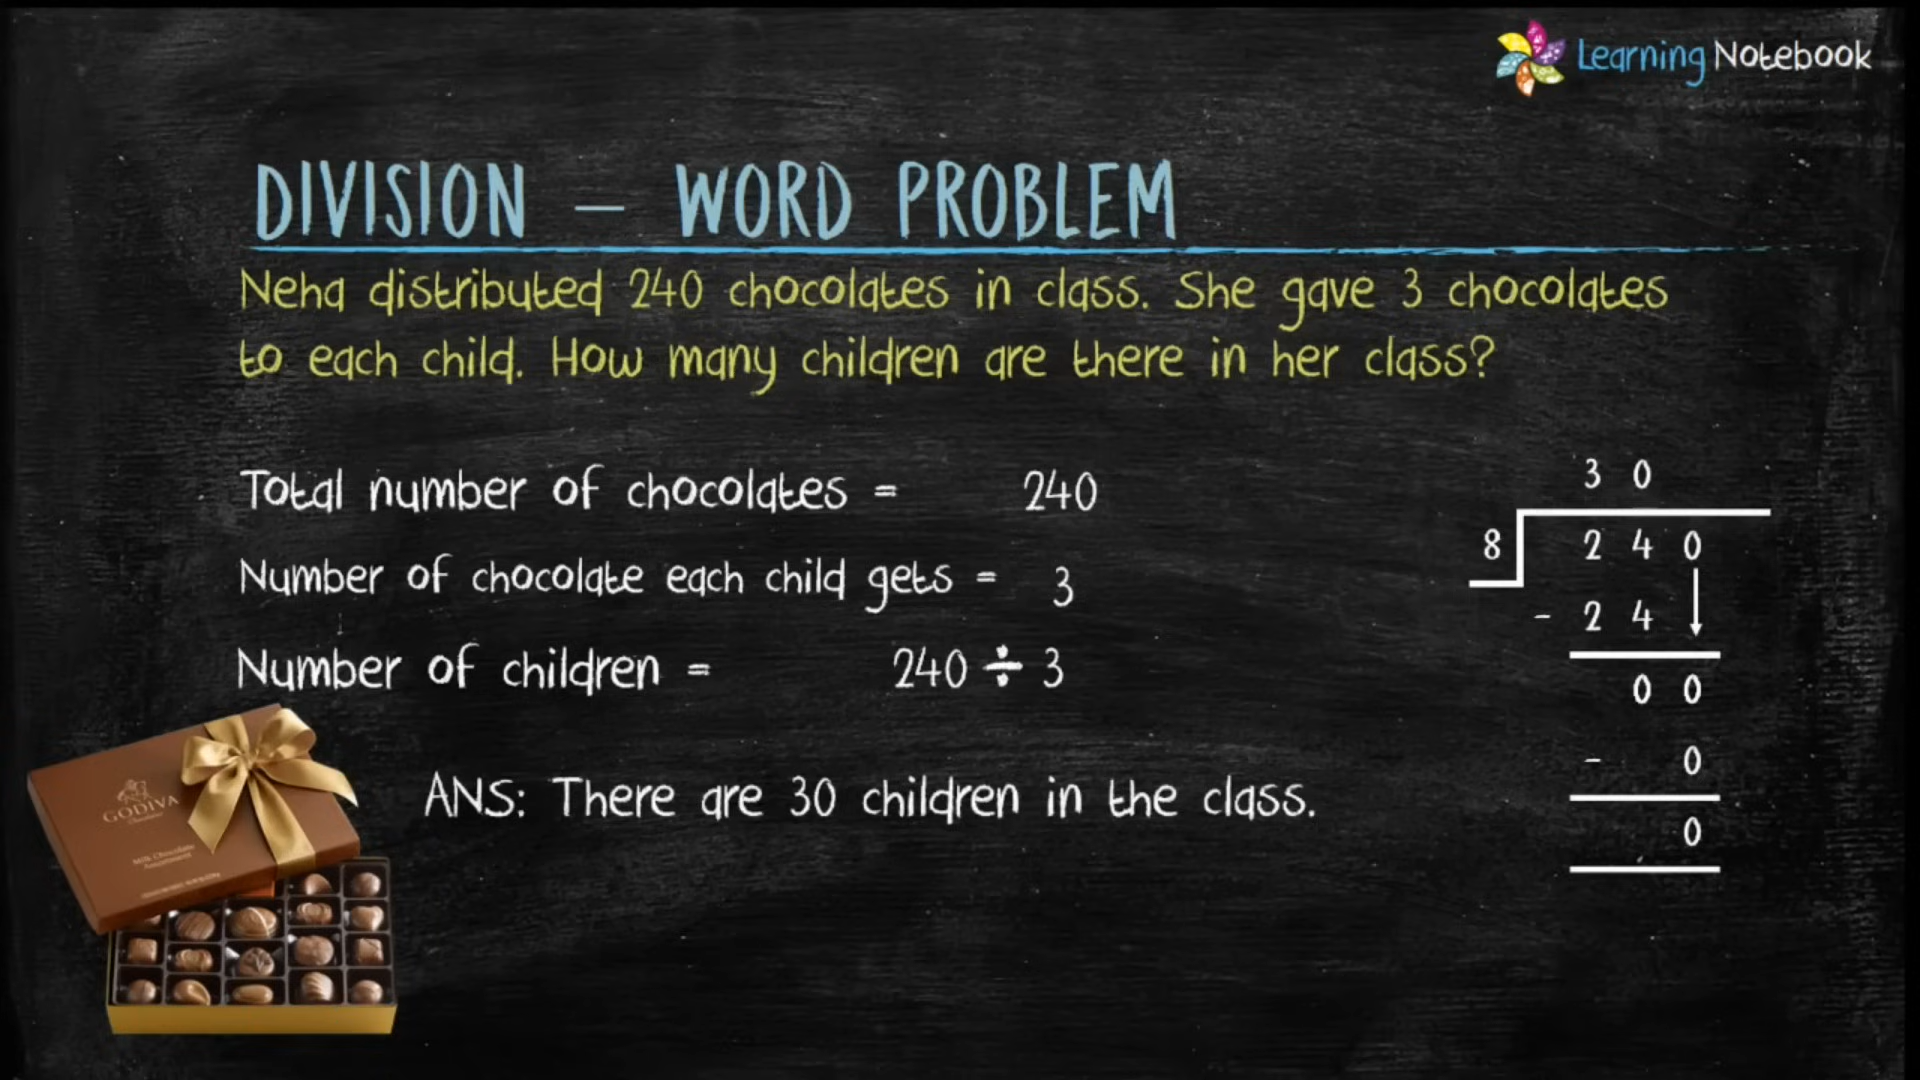 Learning Notebook
DIVISION – WORD PROBLEM
Neha distributed 240 chocolates in class. She gave 3 chocolates
to each child. How many children are there in her class?
Total number of chocolates = 240
Number of chocolate each child gets = 3
Number of children = 240 ÷ 3
ANS: There are 30 children in the class.
3 0
8 2 4 0
- 2 4
0 0
- 0
0
GODIVA
Milk Chocolate
Assortment